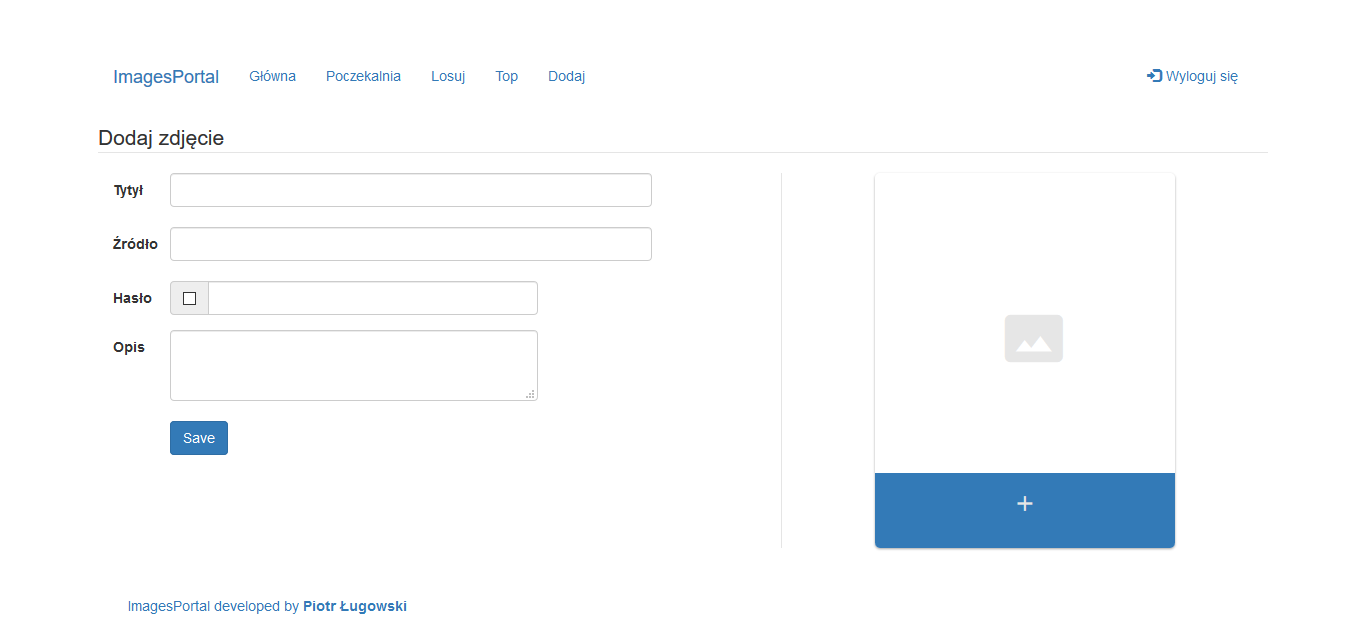 ImagesPortal Główna Poczekalnia Losuj Top Dodaj Wyloguj się
Dodaj zdjęcie
Tytył
Źródło
Hasło
Opis
Save
+
ImagesPortal developed by Piotr Ługowski